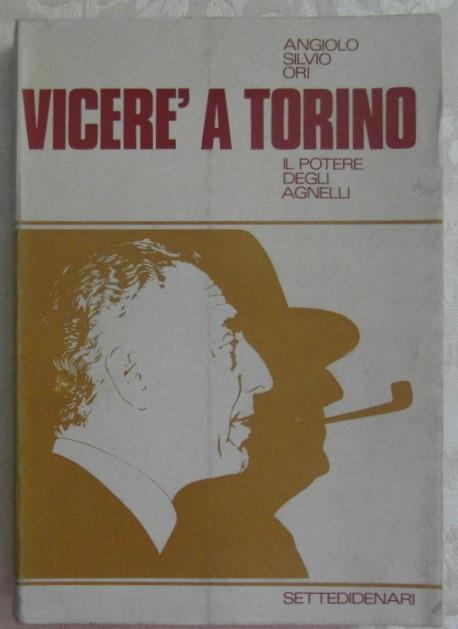 ANGIOLO
SILVIO
ORI
VICERE' A TORINO
IL POTERE
DEGLI
AGNELLI
SETTEDIDENARI